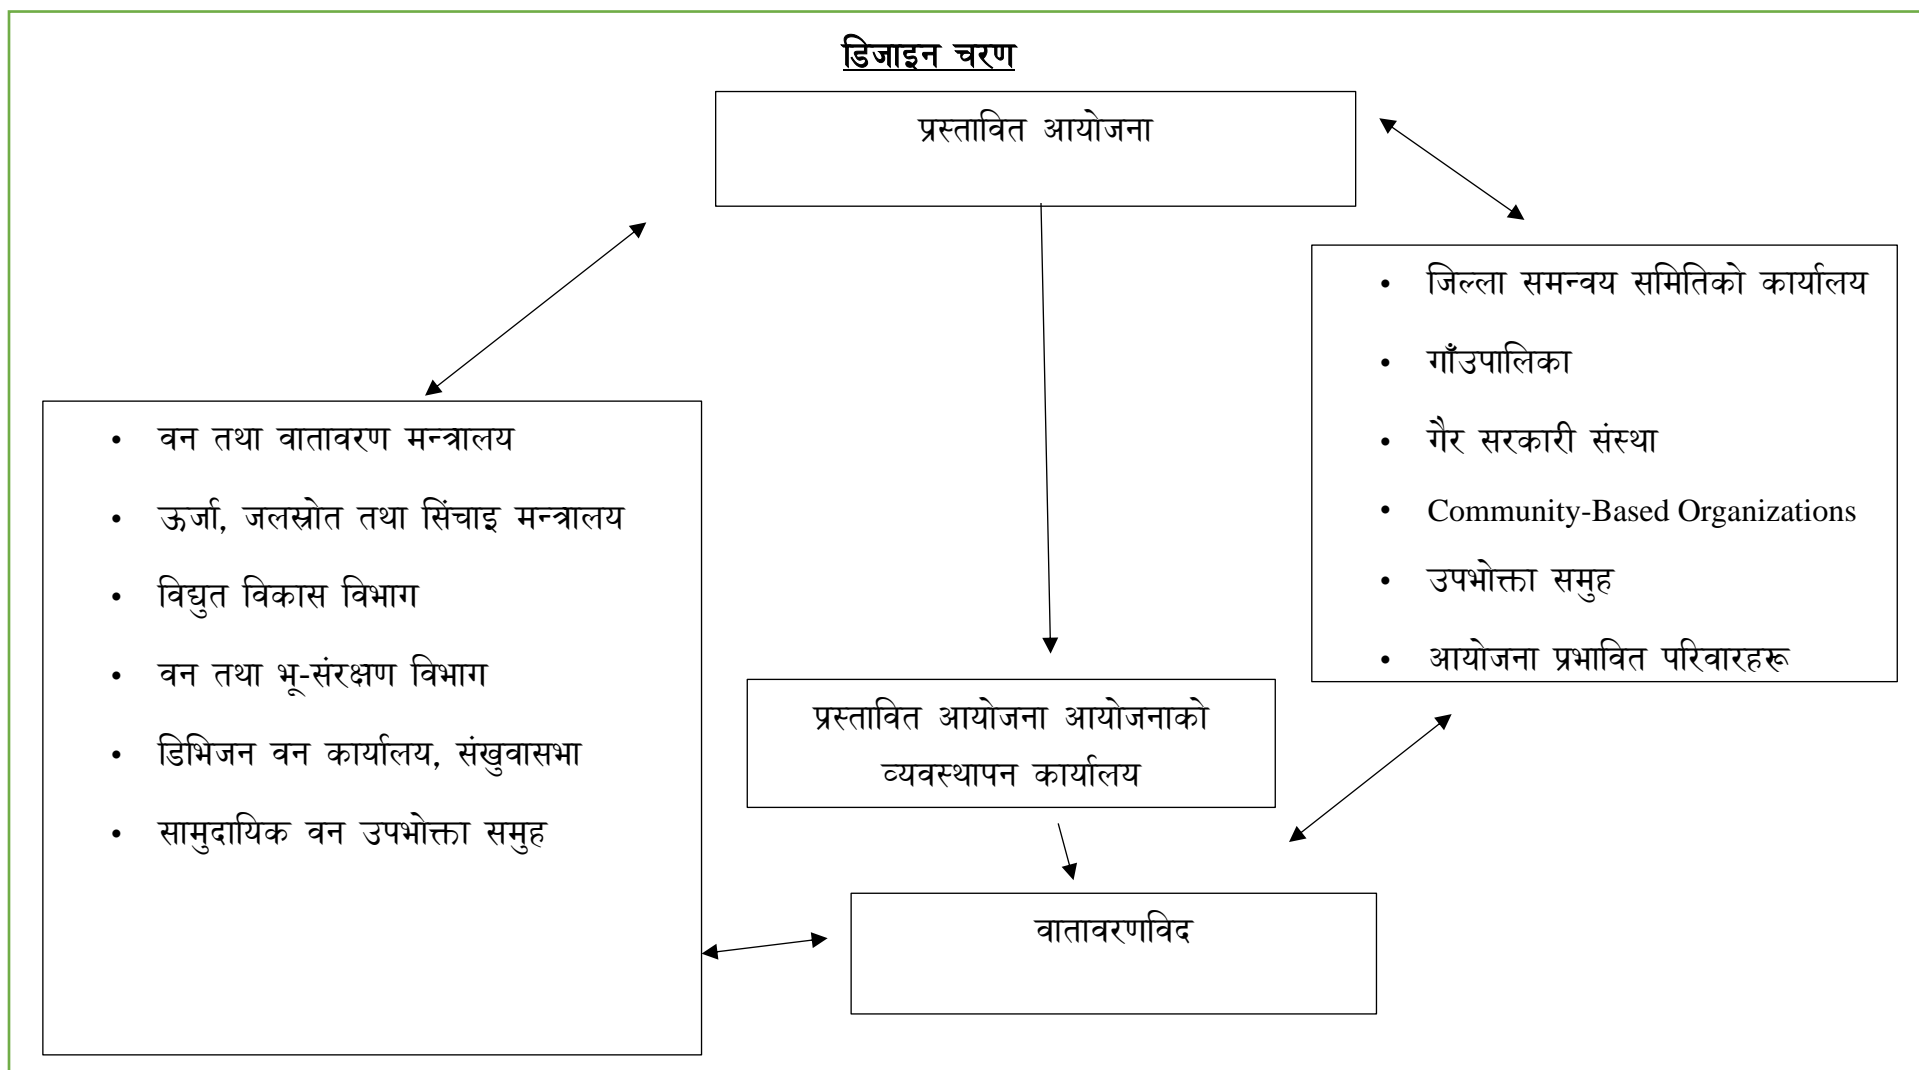 डिजाइन चरण
प्रस्तावित आयोजना
• जिल्ला समन्वय समितिको कार्यालय
• गाँउपालिका
• गैर सरकारी संस्था
• Community-Based Organizations
• उपभोक्ता समुह
• आयोजना प्रभावित परिवारहरू
• वन तथा वातावरण मन्त्रालय
• ऊर्जा, जलस्रोत तथा सिंचाइ मन्त्रालय
• विद्युत विकास विभाग
• वन तथा भू-संरक्षण विभाग
• डिभिजन वन कार्यालय, संखुवासभा
• सामुदायिक वन उपभोक्ता समुह
प्रस्तावित आयोजना आयोजनाको
व्यवस्थापन कार्यालय
वातावरणविद